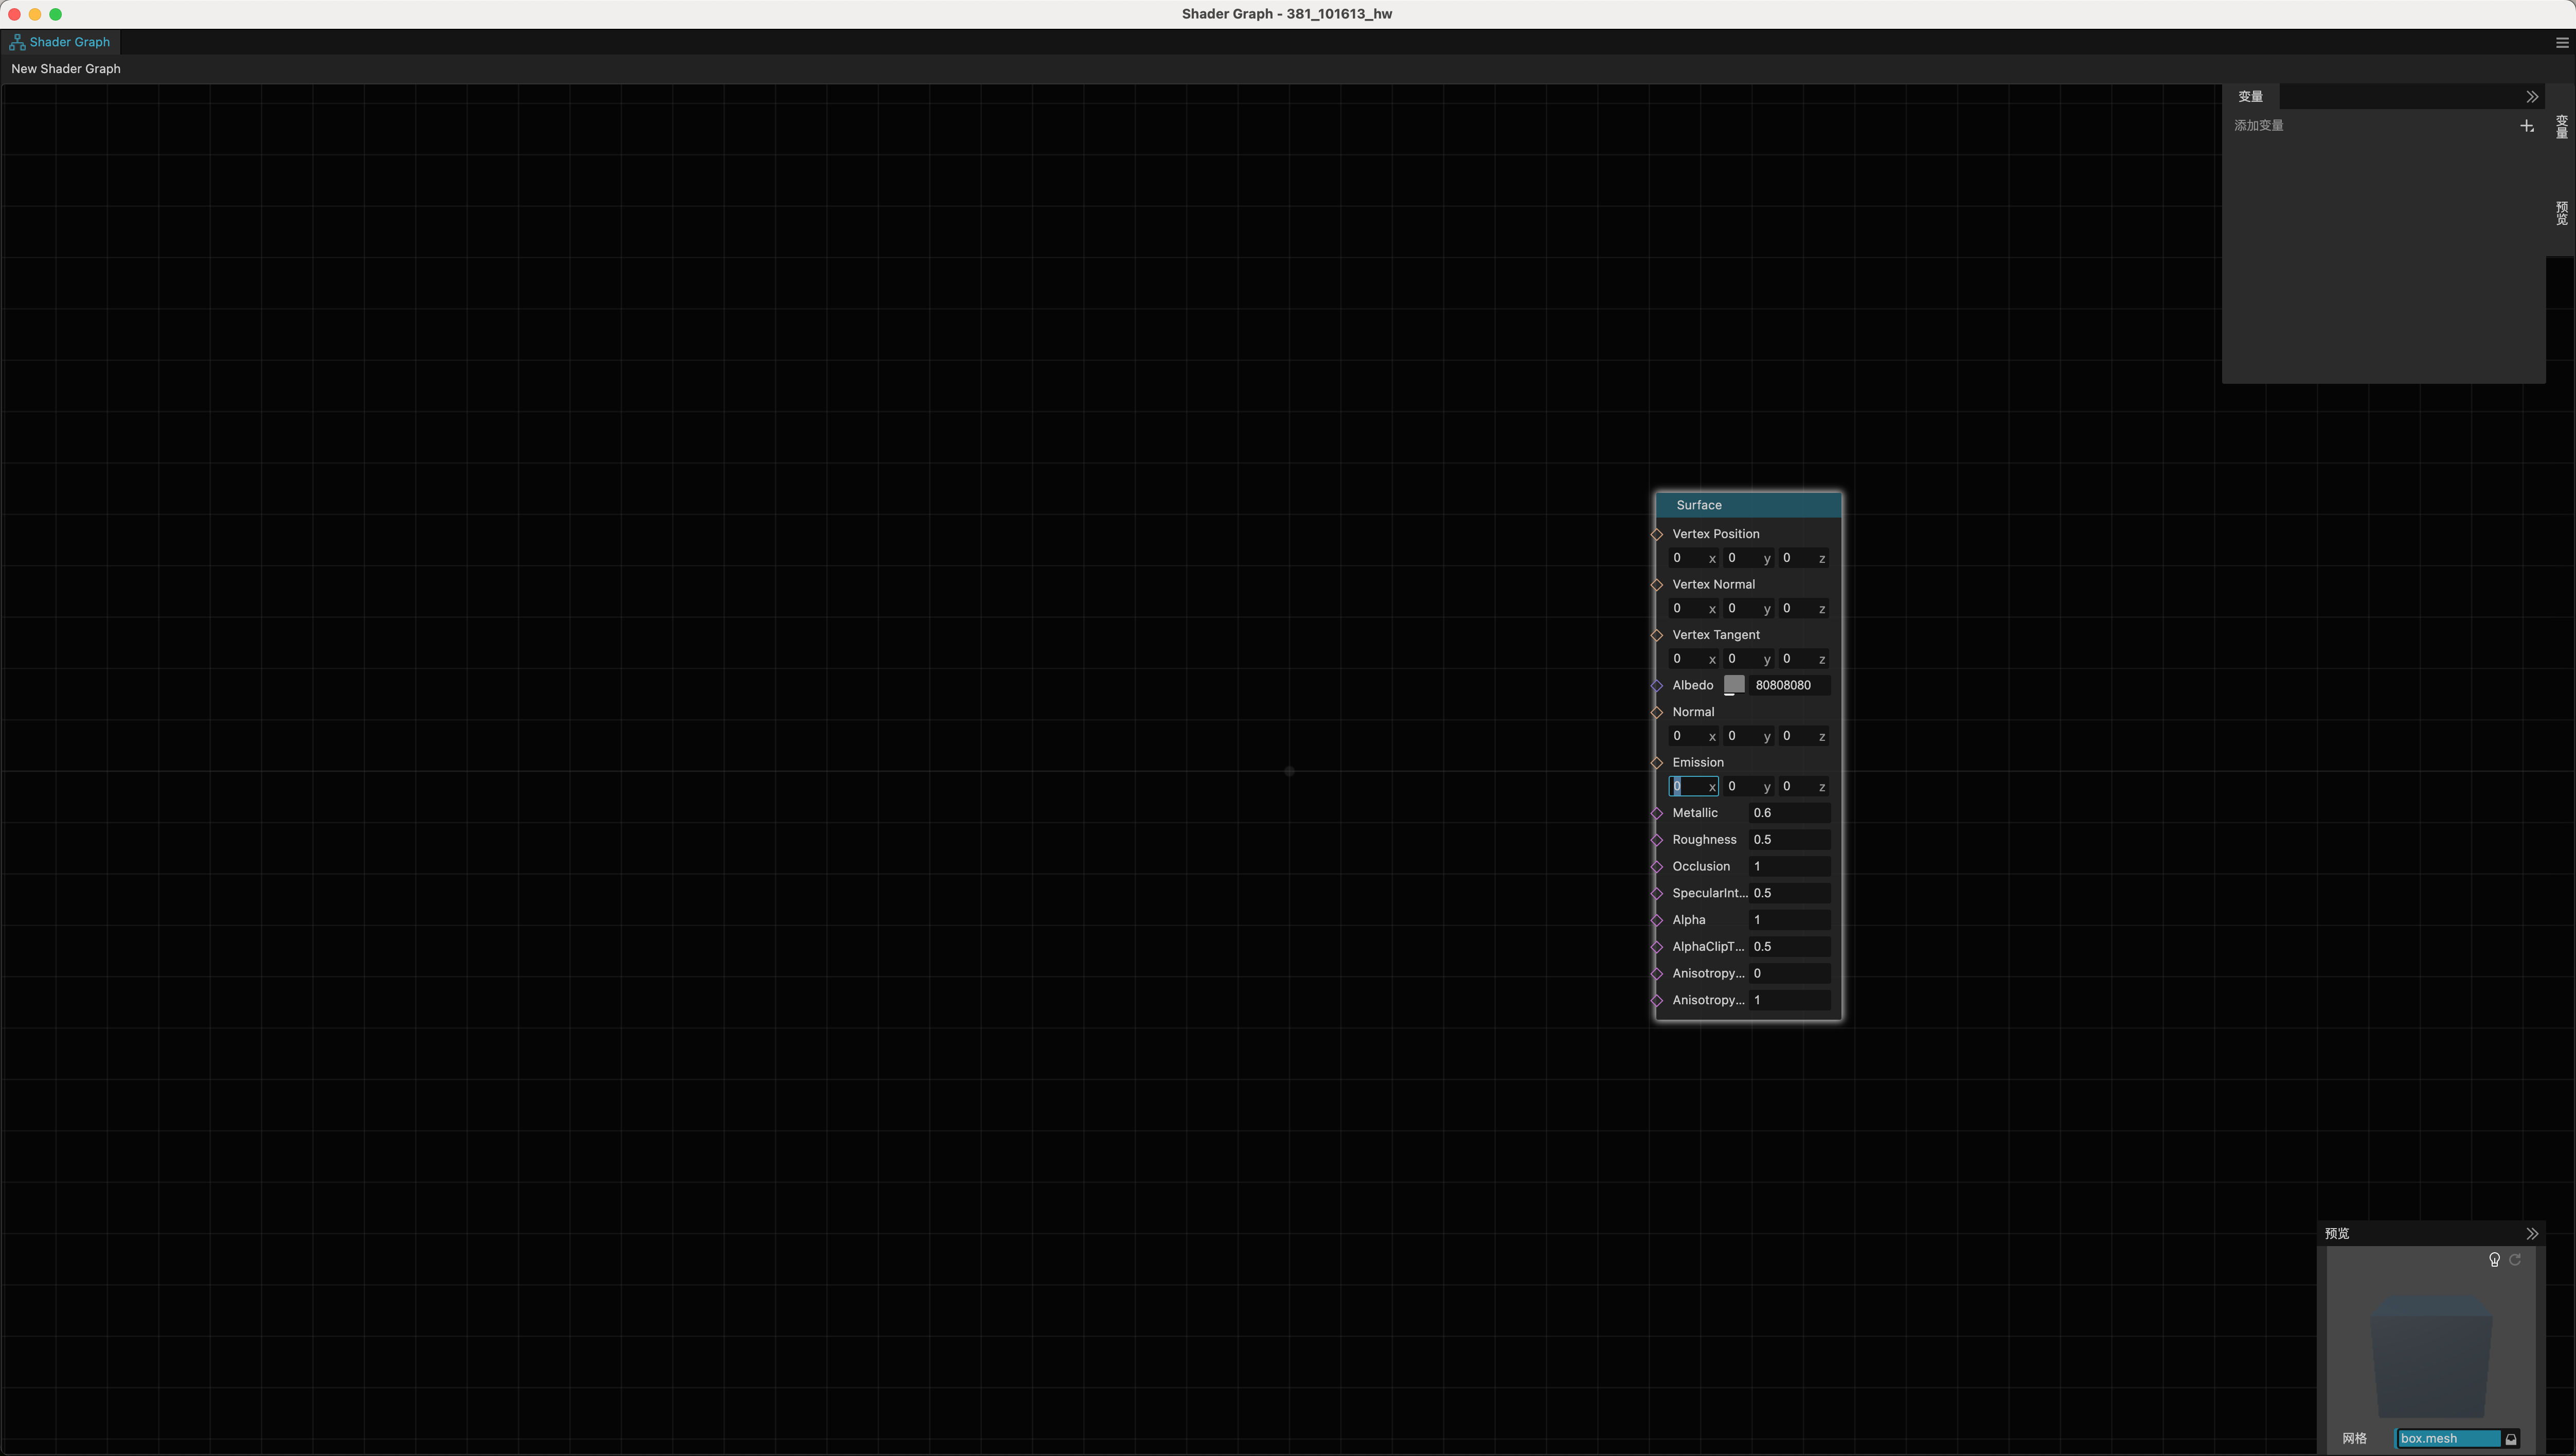 Shader Graph - 381_101613_hw
Shader Graph
New Shader Graph
变量
添加变量
变量
预览
Surface
Vertex Position
0 x 0 y 0 z
Vertex Normal
0 x 0 y 0 z
Vertex Tangent
0 x 0 y 0 z
Albedo 80808080
Normal
0 x 0 y 0 z
Emission
0 x 0 y 0 z
Metallic 0.6
Roughness 0.5
Occlusion 1
SpecularInt... 0.5
Alpha 1
AlphaClipT... 0.5
Anisotropy... 0
Anisotropy... 1
预览
网格 box.mesh